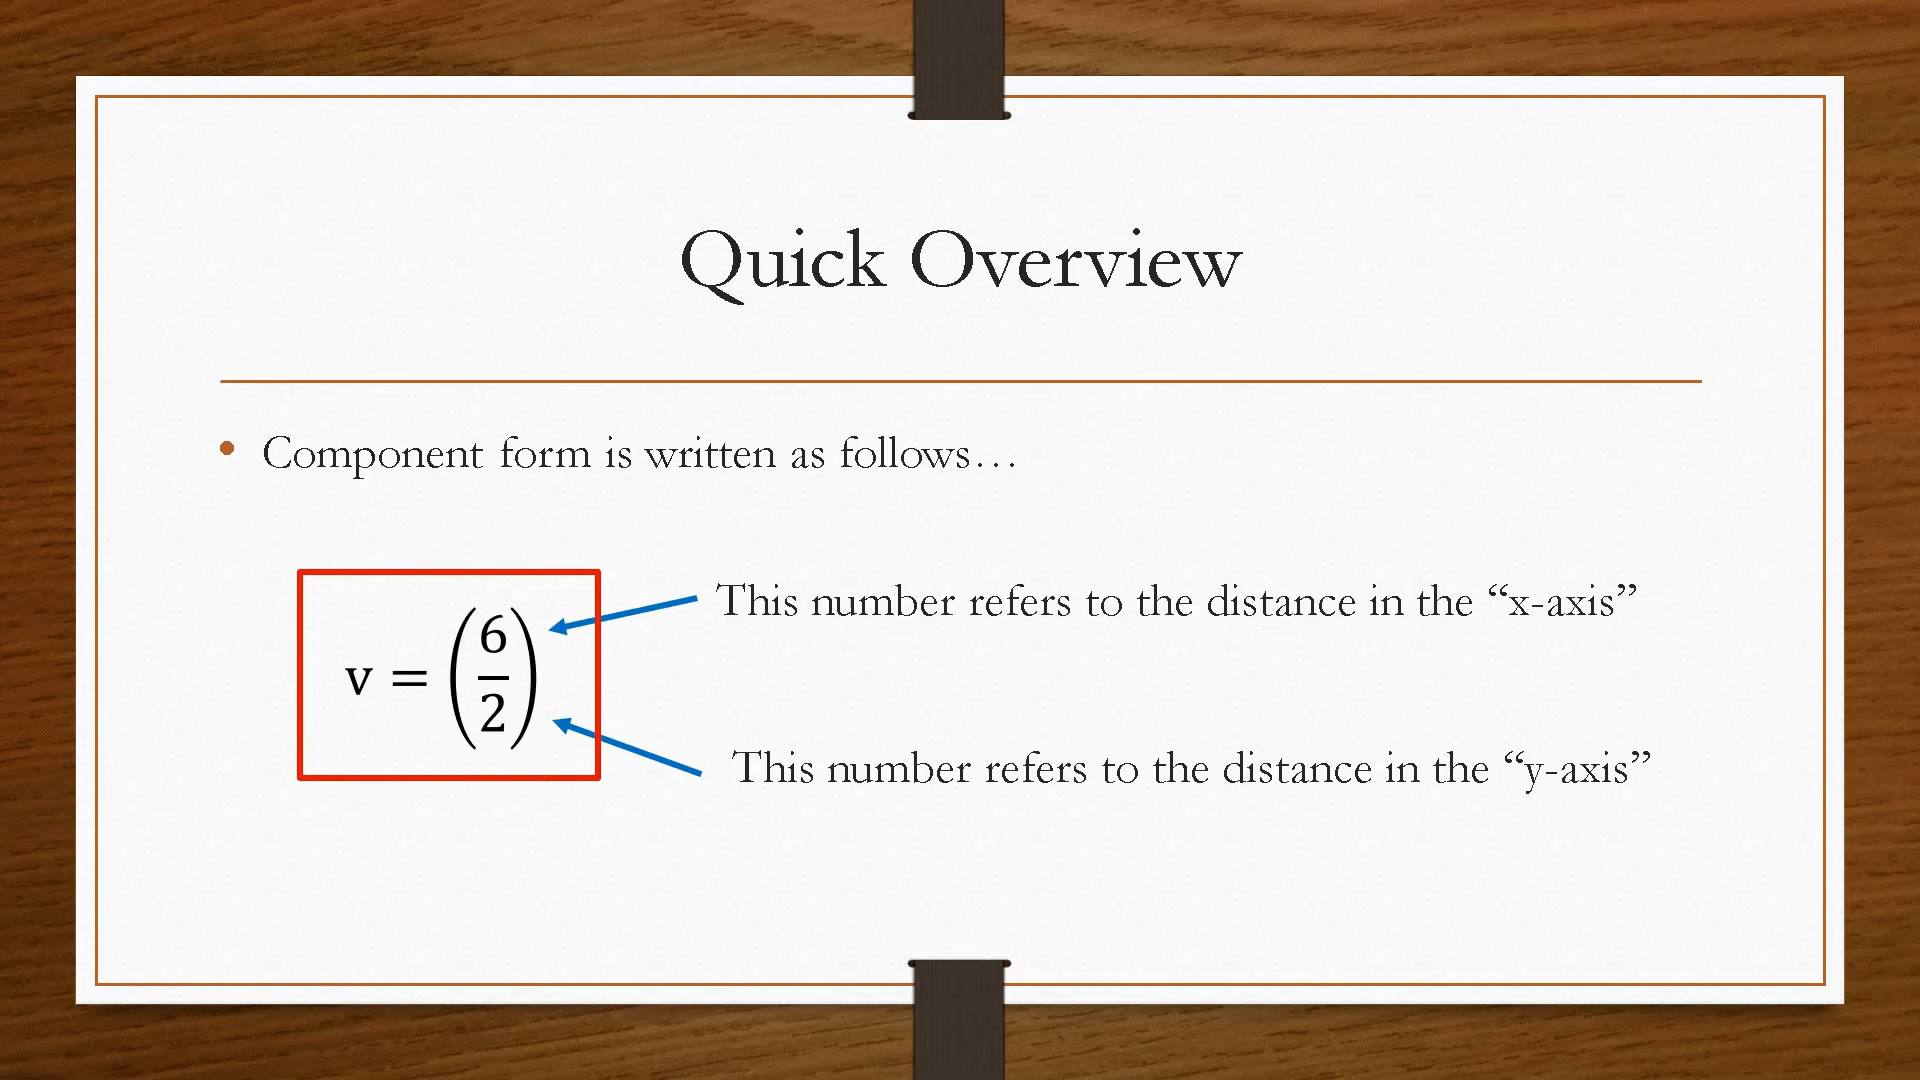 Quick Overview
• Component form is written as follows…
This number refers to the distance in the “x-axis”
v = (6/2)
This number refers to the distance in the “y-axis”